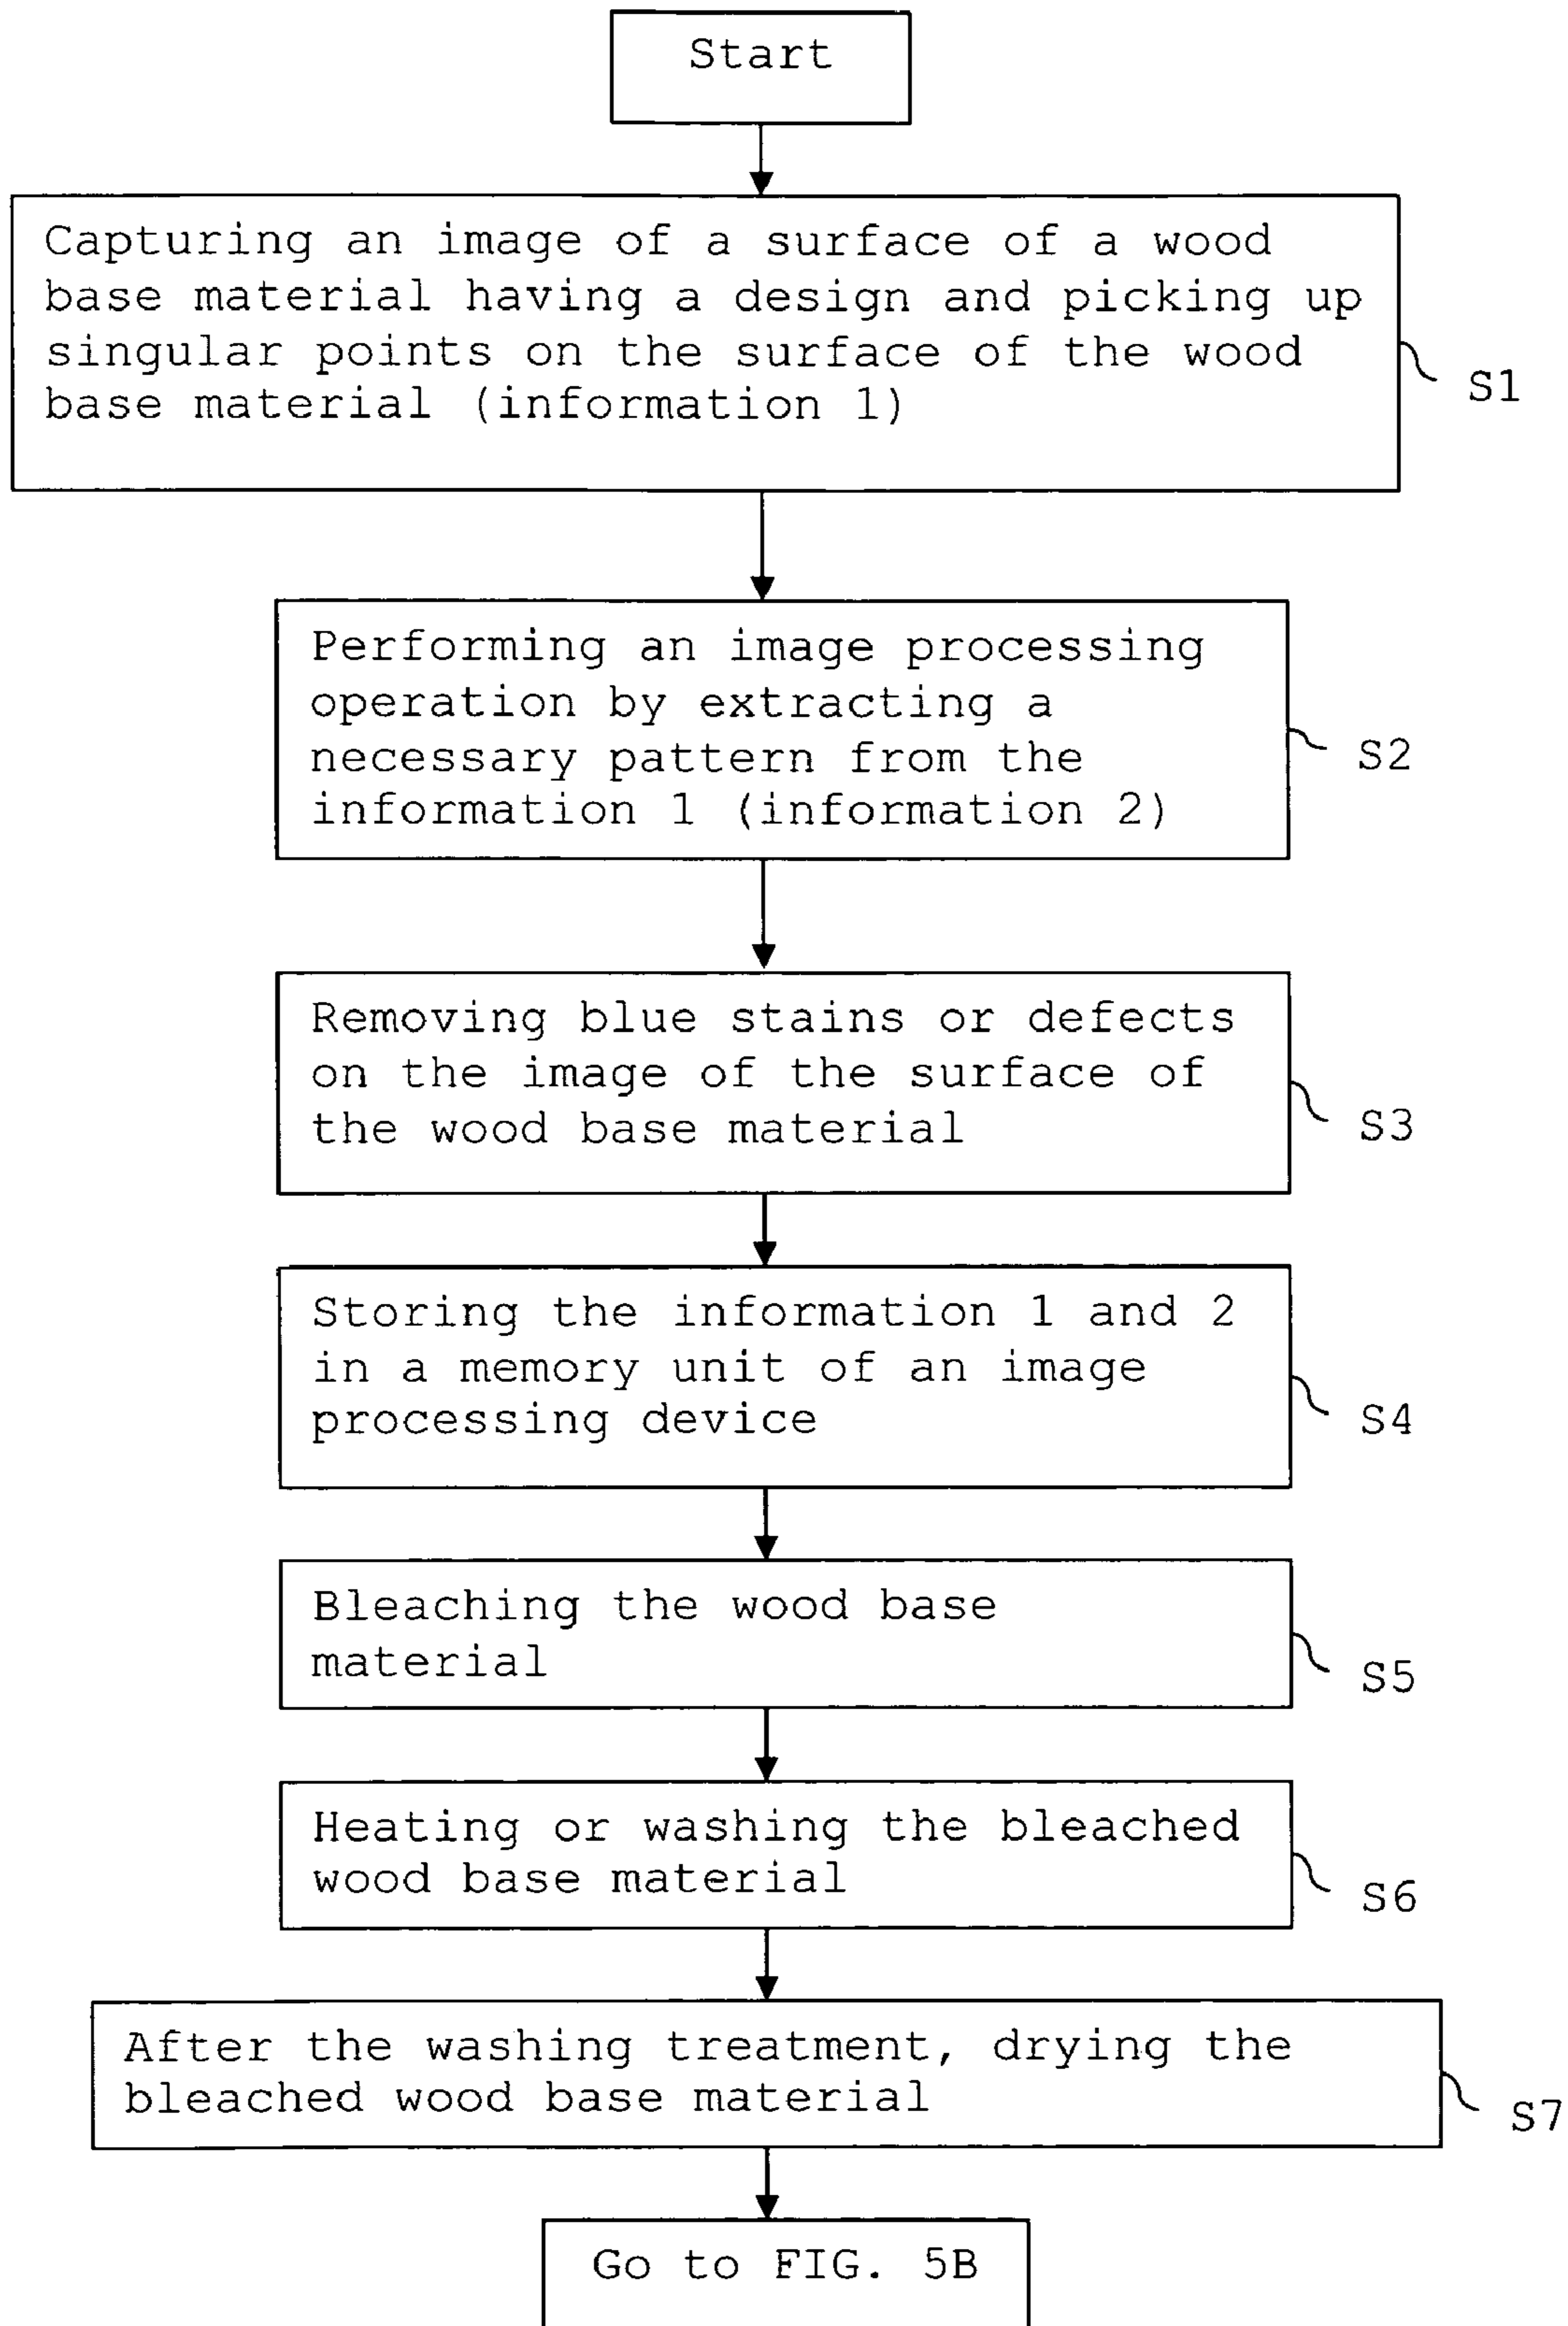 Start
Capturing an image of a surface of a wood
base material having a design and picking up
singular points on the surface of the wood
base material (information 1)
S1
Performing an image processing
operation by extracting a
necessary pattern from the
information 1 (information 2)
S2
Removing blue stains or defects
on the image of the surface of
the wood base material
S3
Storing the information 1 and 2
in a memory unit of an image
processing device
S4
Bleaching the wood base
material
S5
Heating or washing the bleached
wood base material
S6
After the washing treatment, drying the
bleached wood base material
S7
Go to FIG. 5B